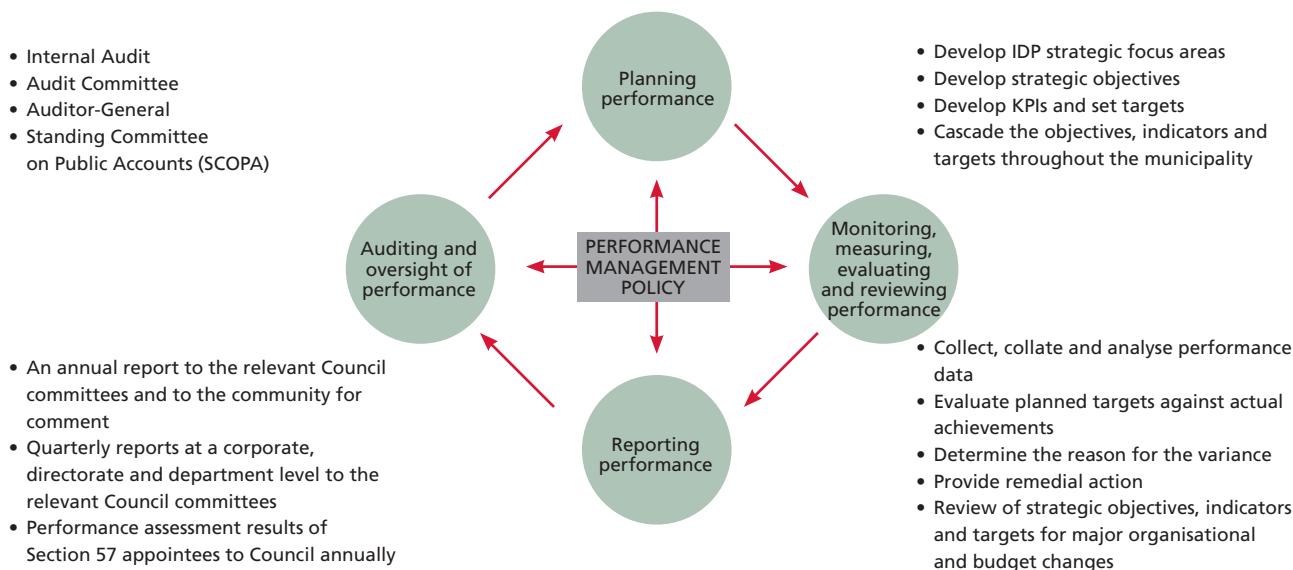 • Internal Audit
• Audit Committee
• Auditor-General
• Standing Committee
on Public Accounts (SCOPA)
Planning
performance
• Develop IDP strategic focus areas
• Develop strategic objectives
• Develop KPIs and set targets
• Cascade the objectives, indicators and
targets throughout the municipality
Auditing and
oversight of
performance
PERFORMANCE
MANAGEMENT
POLICY
Monitoring,
measuring,
evaluating
and reviewing
performance
• An annual report to the relevant Council
committees and to the community for
comment
• Quarterly reports at a corporate,
directorate and department level to the
relevant Council committees
• Performance assessment results of
Section 57 appointees to Council annually
Reporting
performance
• Collect, collate and analyse performance
data
• Evaluate planned targets against actual
achievements
• Determine the reason for the variance
• Provide remedial action
• Review of strategic objectives, indicators
and targets for major organisational
and budget changes